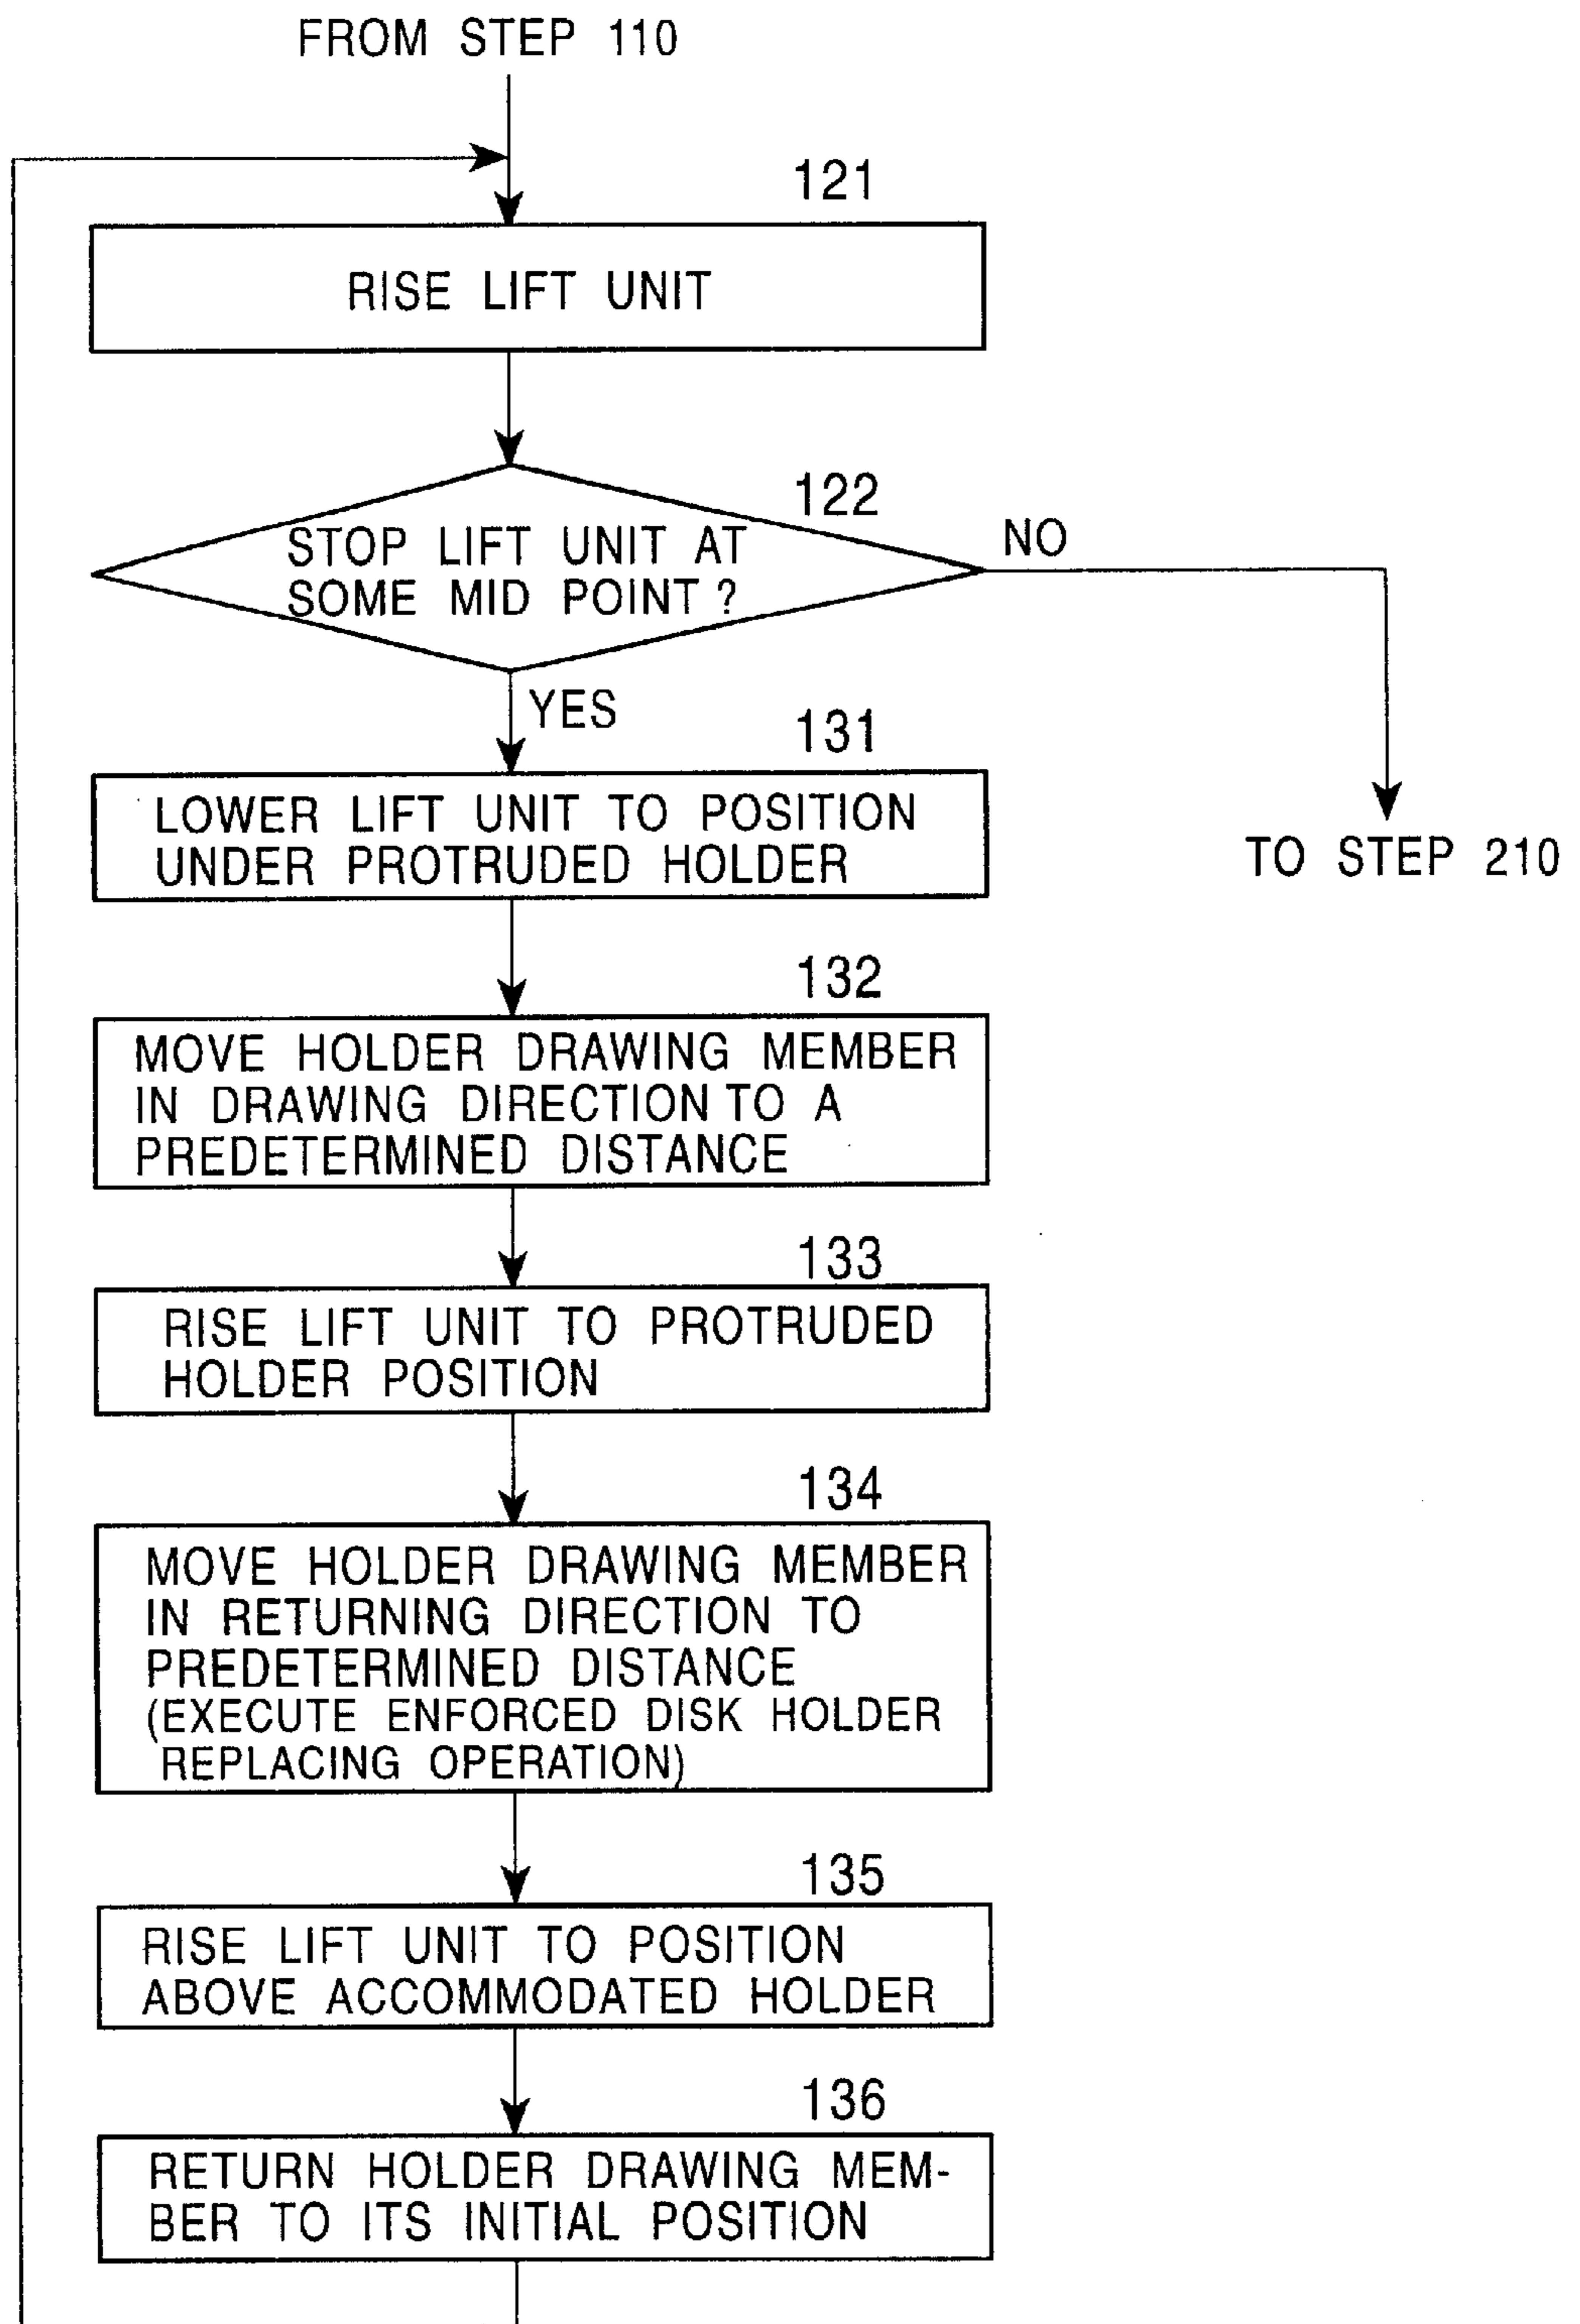 FROM STEP 110
121
RISE LIFT UNIT
122
STOP LIFT UNIT AT
SOME MID POINT ?
NO
YES
TO STEP 210
131
LOWER LIFT UNIT TO POSITION
UNDER PROTRUDED HOLDER
132
MOVE HOLDER DRAWING MEMBER
IN DRAWING DIRECTION TO A
PREDETERMINED DISTANCE
133
RISE LIFT UNIT TO PROTRUDED
HOLDER POSITION
134
MOVE HOLDER DRAWING MEMBER
IN RETURNING DIRECTION TO
PREDETERMINED DISTANCE
(EXECUTE ENFORCED DISK HOLDER
REPLACING OPERATION)
135
RISE LIFT UNIT TO POSITION
ABOVE ACCOMMODATED HOLDER
136
RETURN HOLDER DRAWING MEM-
BER TO ITS INITIAL POSITION